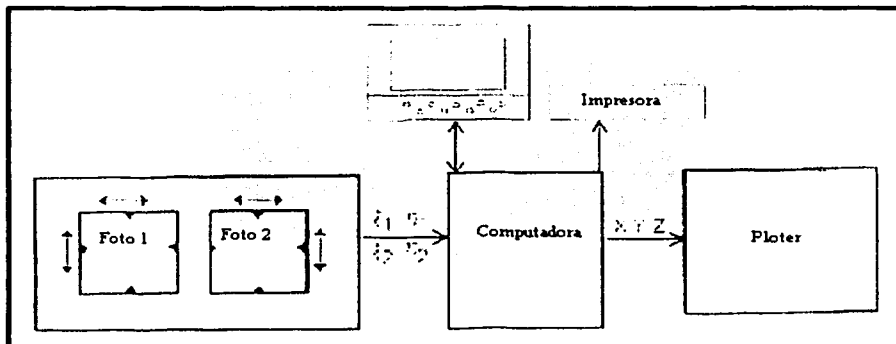 Impresora
Foto 1
Foto 2
Computadora
X Y Z
Ploter